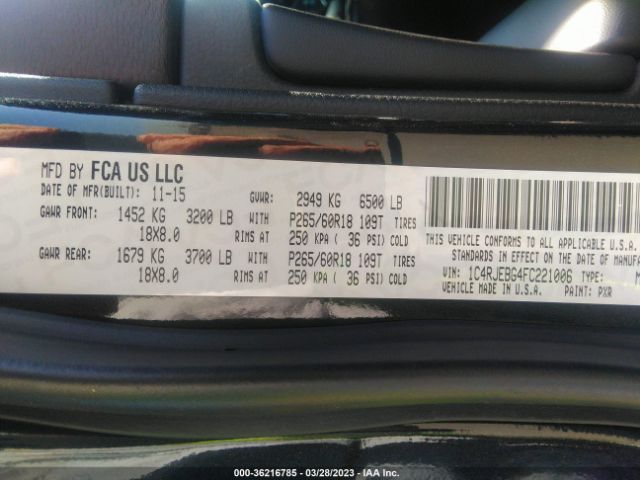 MFD BY FCA US LLC
DATE OF MFR(BUILT): 11-15 GVWR: 2949 KG 6500 LB
GAWR FRONT: 1452 KG 3200 LB WITH P265/60R18 109T TIRES
18X8.0 RIMS AT 250 KPA ( 36 PSI) COLD
GAWR REAR: 1679 KG 3700 LB WITH P265/60R18 109T TIRES
18X8.0 RIMS AT 250 KPA ( 36 PSI) COLD
THIS VEHICLE CONFORMS TO ALL U.S.A.
STANDARDS IN EFFECT ON THE DATE OF MANUFA
VIN: 1C4RJEBG4FC221006 TYPE: M
VEHICLE MADE IN U.S.A. PAINT: PXR
000-36216785 | 03/28/2023 | IAA Inc.